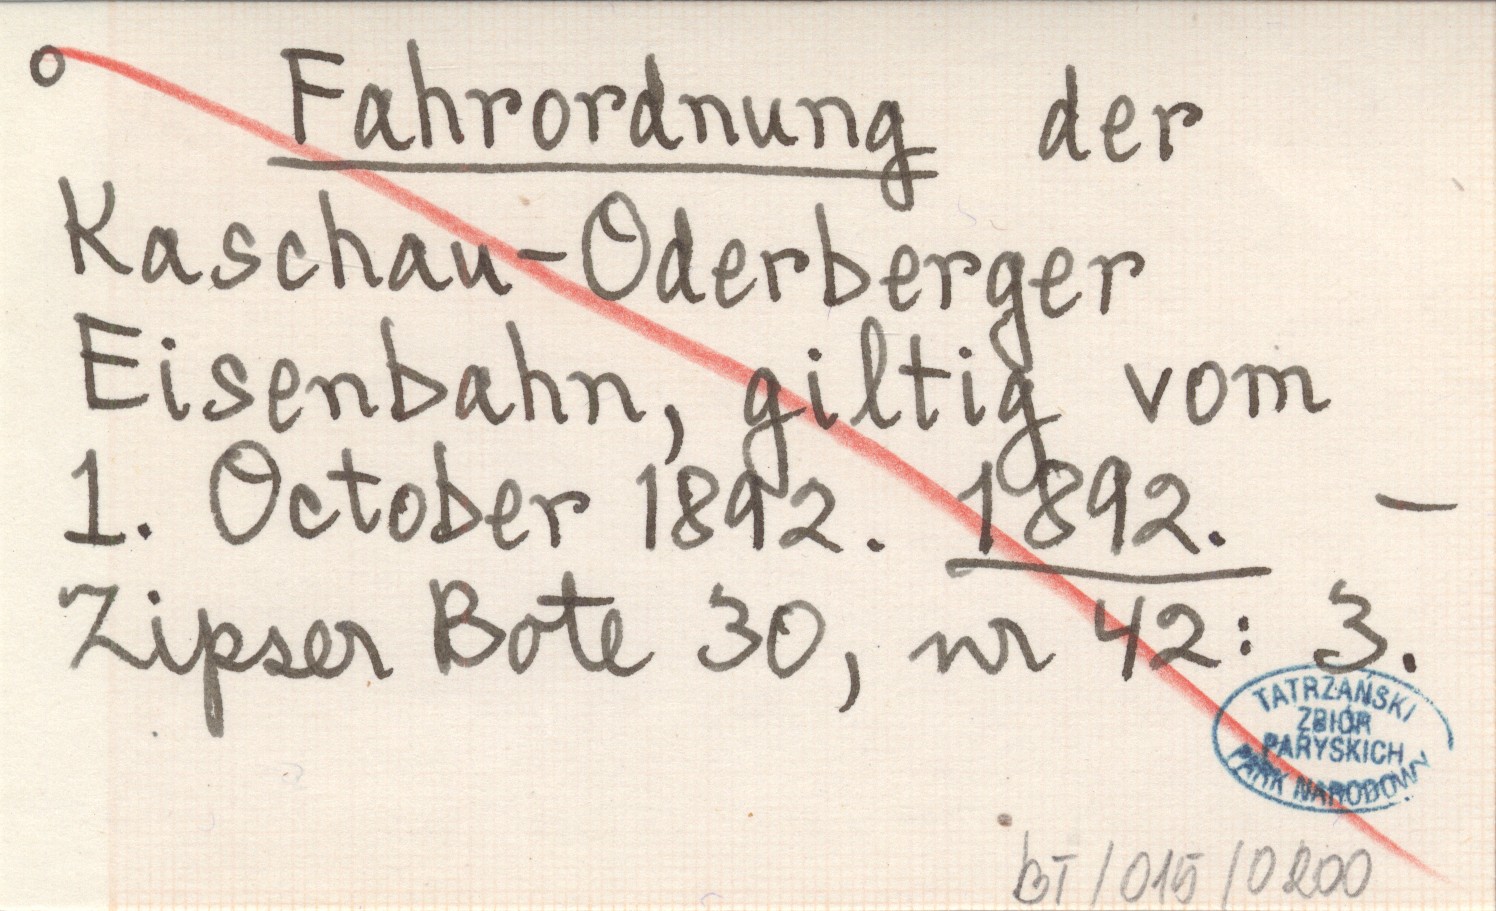 o Fahrordnung der
Kaschau-Oderberger
Eisenbahn, giltig vom
1. October 1892. 1892. —
Zipser Bote 30, nr 42: 3.
TATRZAŃSKI
ZBIÓR
PARYSKICH
PARK NARODOWY
BT/015/0200